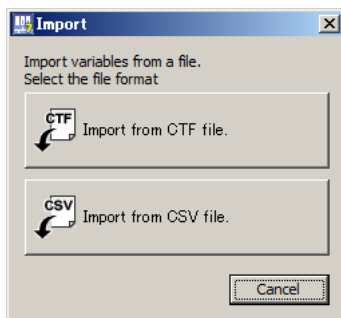 Import
Import variables from a file.
Select the file format
CTF
Import from CTF file.
CSV
Import from CSV file.
Cancel